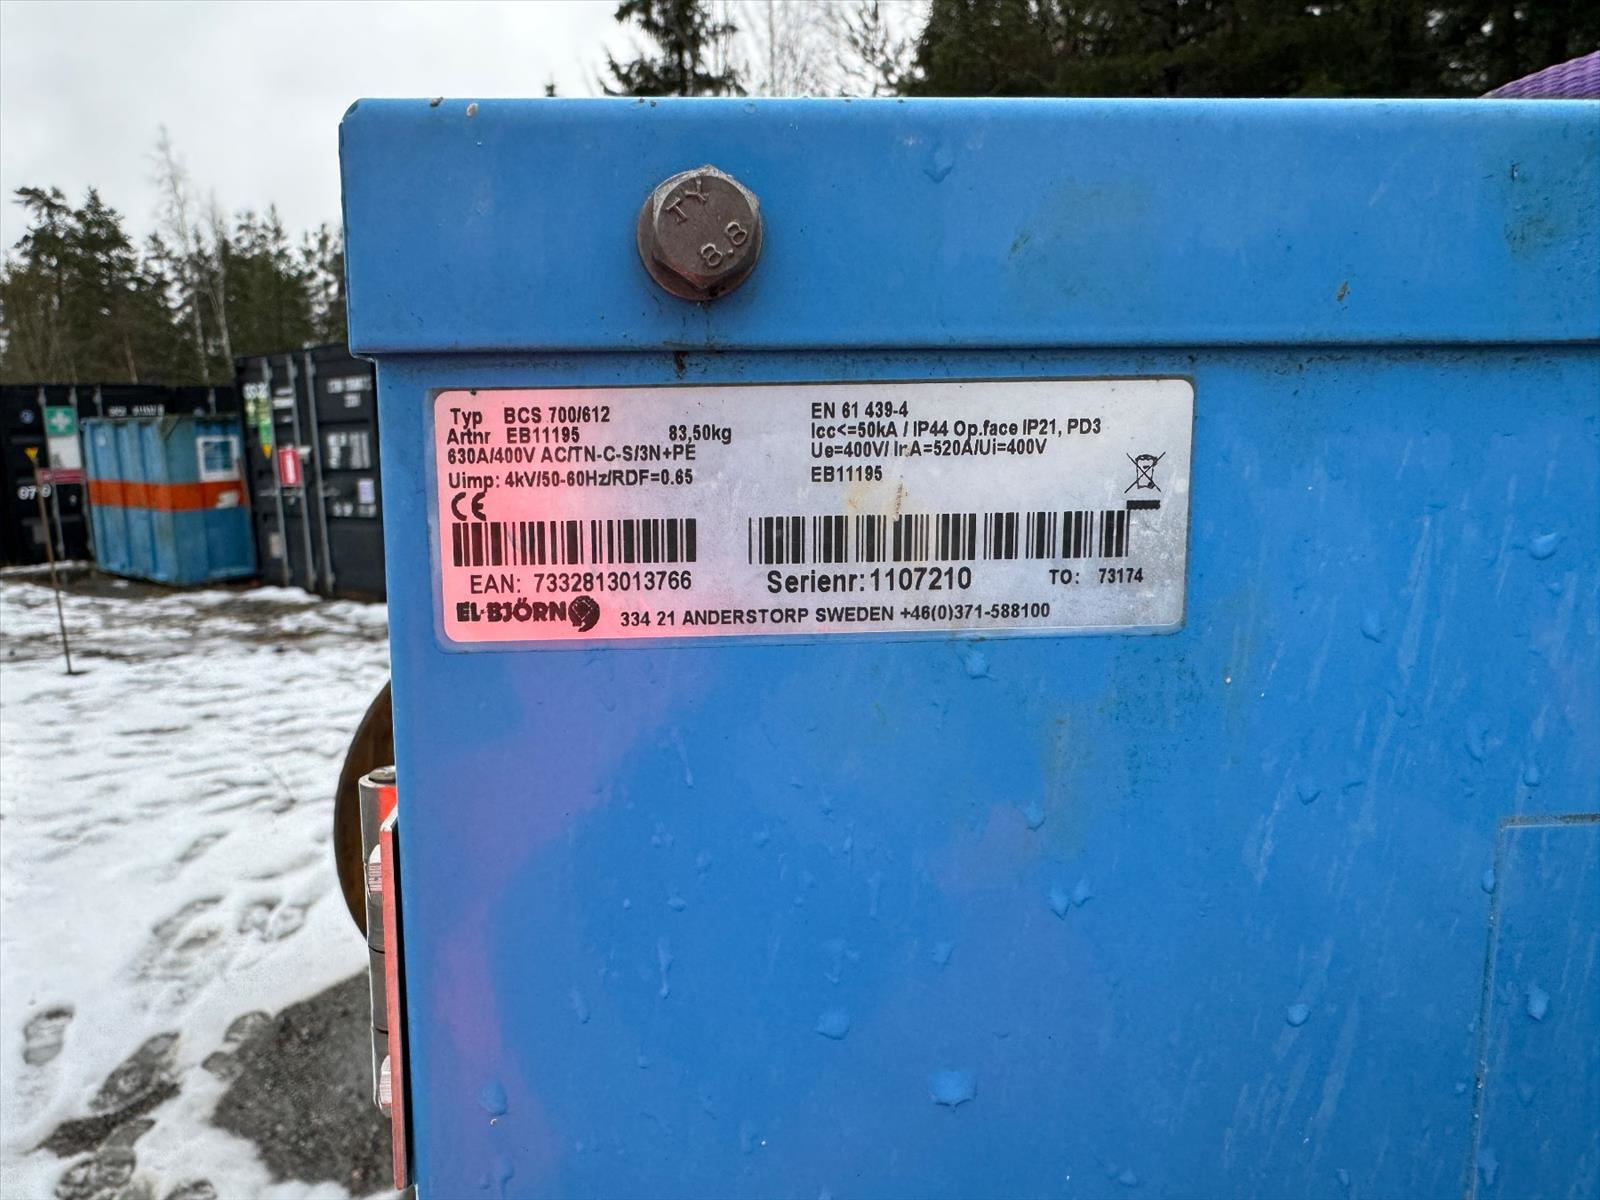 TY
8.8
Typ BCS 700/612
Artnr EB11195 83,50kg
630A/400V AC/TN-C-S/3N+PE
Uimp: 4kV/50-60Hz/RDF=0.65
CE
EN 61 439-4
Icc<=50kA / IP44 Op.face IP21, PD3
Ue=400V/ InA=520A/Ui=400V
EB11195
EAN: 7332813013766
Serienr: 1107210
TO: 73174
EL-BJÖRN
334 21 ANDERSTORP SWEDEN +46(0)371-588100